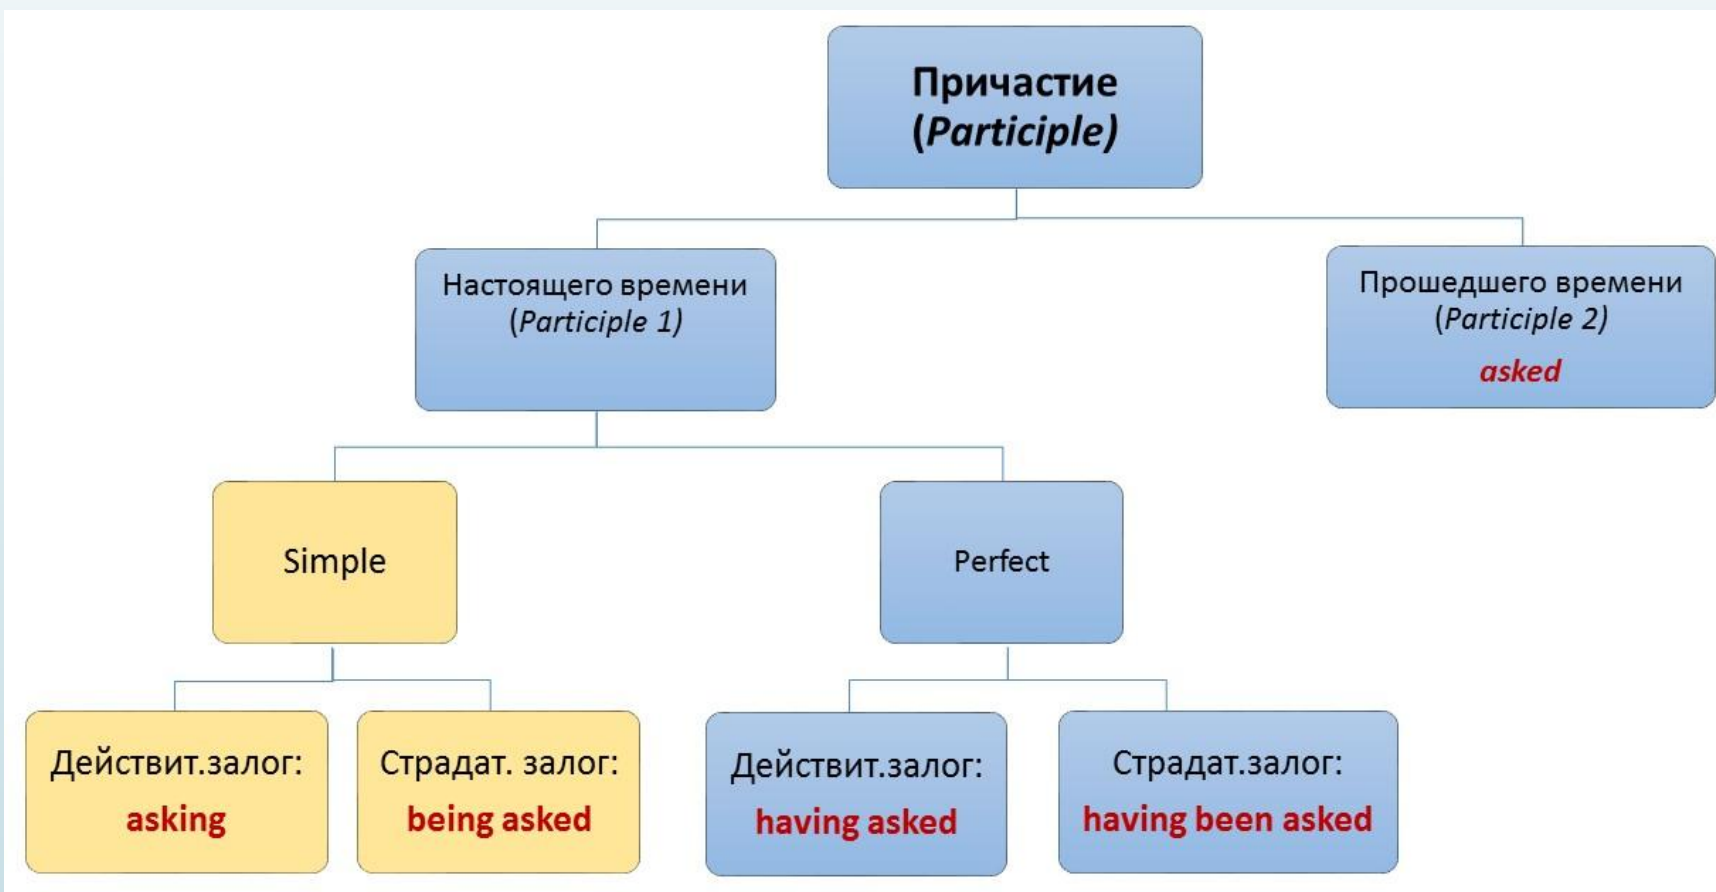 Причастие
(Participle)
Настоящего времени
(Participle 1)
Прошедшего времени
(Participle 2)
asked
Simple
Perfect
Действит.залог:
asking
Страдат. залог:
being asked
Действит.залог:
having asked
Страдат.залог:
having been asked